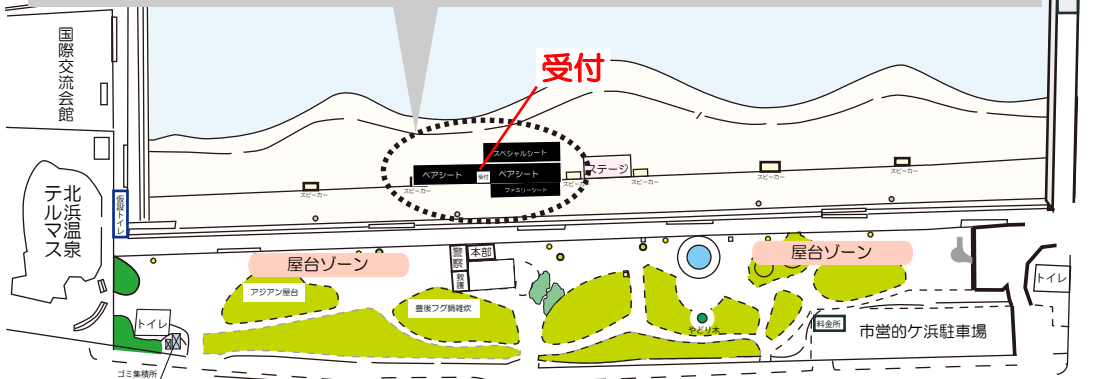 国際交流会館
受付
スペシャルシート
ペアシート
受付
ペアシート
ファミリーシート
ステージ
スピーカー
スピーカー
スピーカー
スピーカー
スピーカー
スピーカー
北浜温泉
テルマス
仮設トイレ
屋台ゾーン
警察
本部
救護
屋台ゾーン
アジアン屋台
豊後フグ鍋雑炊
トイレ
トイレ
やどり木
料金所
市営的ケ浜駐車場
ゴミ集積所